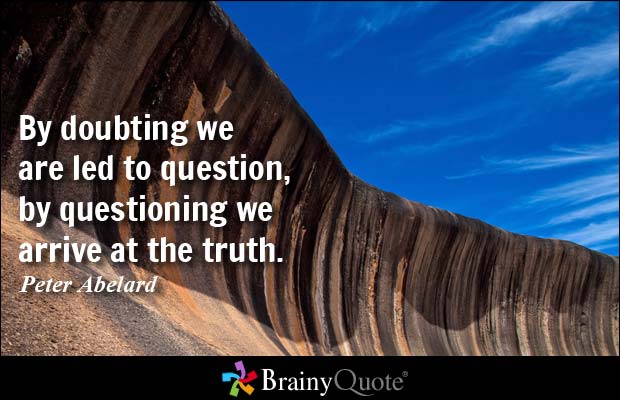 By doubting we
are led to question,
by questioning we
arrive at the truth.
Peter Abelard
BrainyQuote®